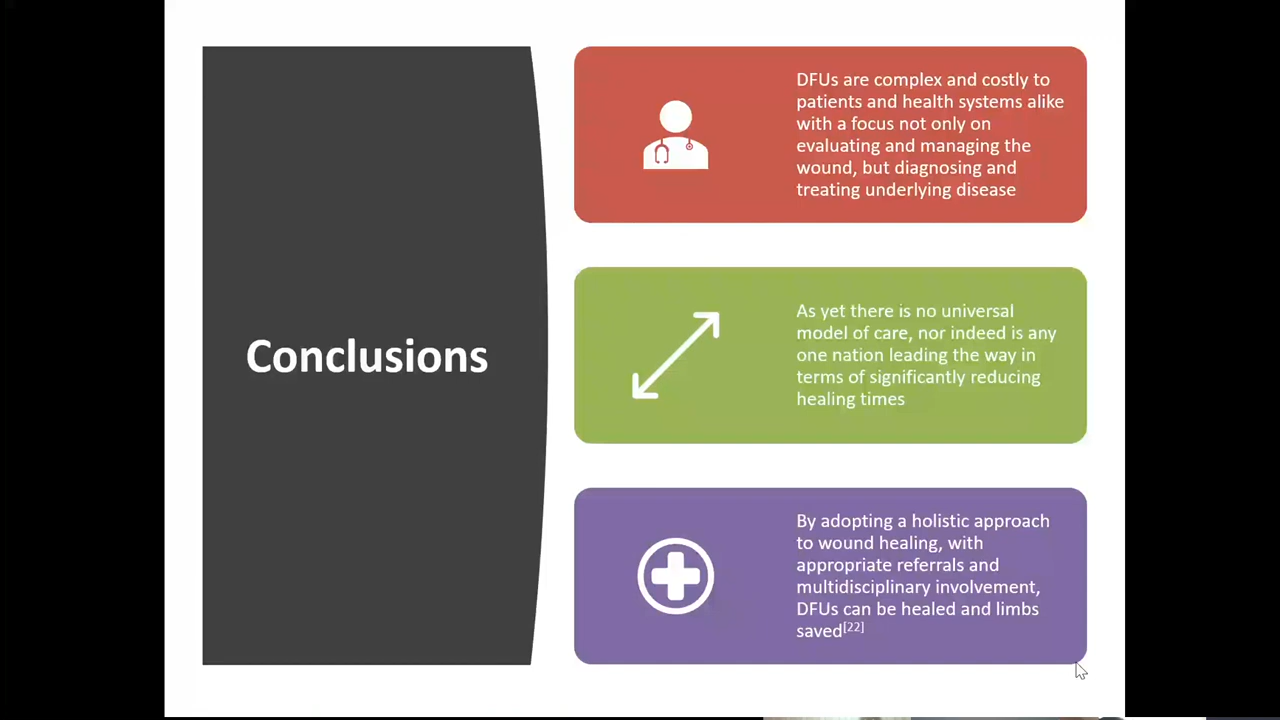 Conclusions
DFUs are complex and costly to
patients and health systems alike
with a focus not only on
evaluating and managing the
wound, but diagnosing and
treating underlying disease
As yet there is no universal
model of care, nor indeed is any
one nation leading the way in
terms of significantly reducing
healing times
By adopting a holistic approach
to wound healing, with
appropriate referrals and
multidisciplinary involvement,
DFUs can be healed and limbs
saved[22]